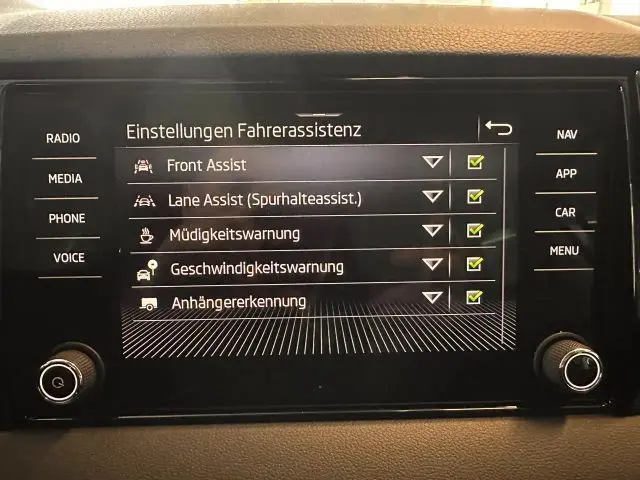 RADIO
MEDIA
PHONE
VOICE
Einstellungen Fahrerassistenz
Front Assist
Lane Assist (Spurhalteassist.)
Müdigkeitswarnung
Geschwindigkeitswarnung
Anhängererkennung
NAV
APP
CAR
MENU